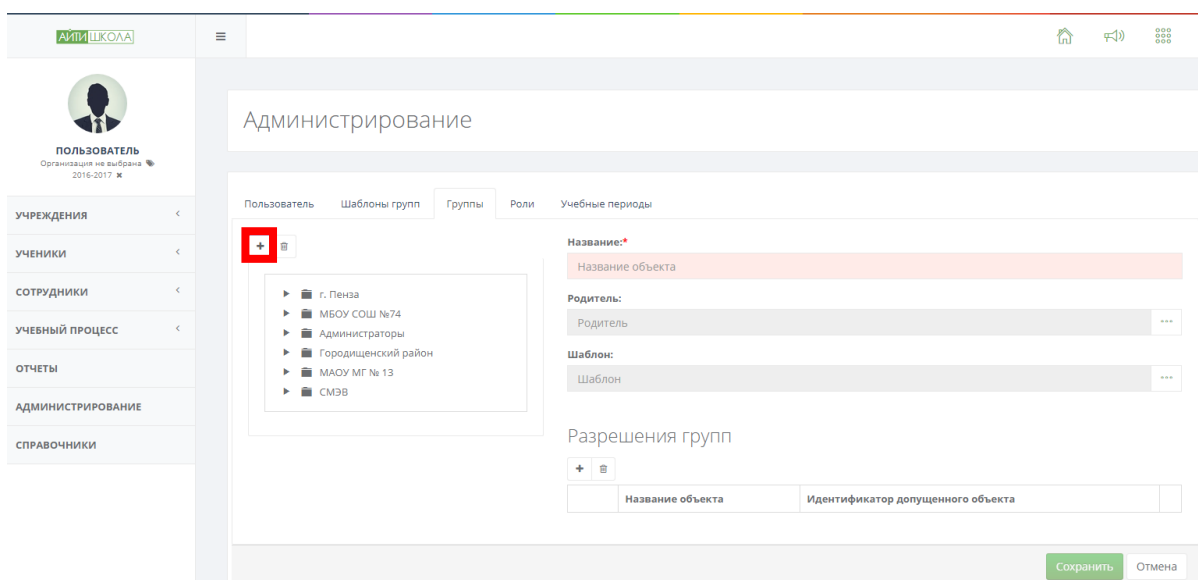 АЙТИ ШКОЛА
ПОЛЬЗОВАТЕЛЬ
Организация не выбрана
2016-2017
УЧРЕЖДЕНИЯ
УЧЕНИКИ
СОТРУДНИКИ
УЧЕБНЫЙ ПРОЦЕСС
ОТЧЕТЫ
АДМИНИСТРИРОВАНИЕ
СПРАВОЧНИКИ
Администрирование
Пользователь Шаблоны групп Группы Роли Учебные периоды
г. Пенза
МБОУ СОШ №74
Администраторы
Городищенский район
МАОУ МГ № 13
СМЭВ
Название:*
Название объекта
Родитель:
Родитель
Шаблон:
Шаблон
Разрешения групп
Название объекта Идентификатор допущенного объекта
Сохранить Отмена